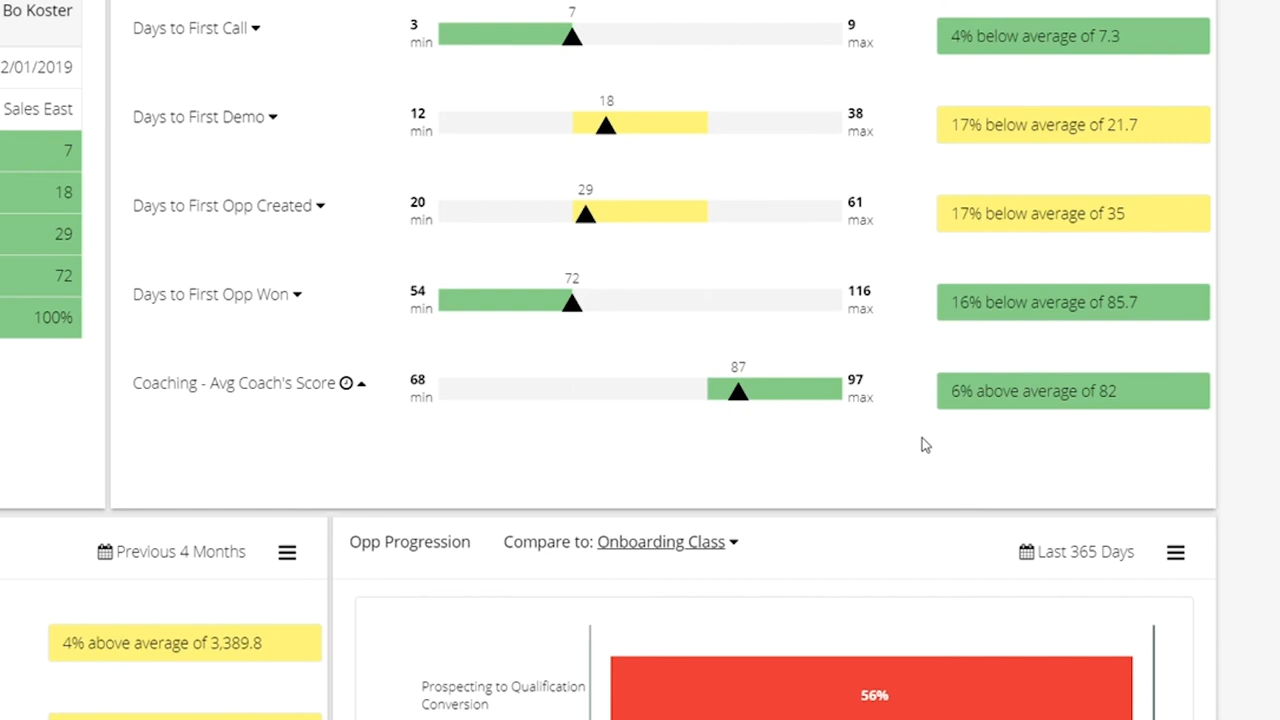 Bo Koster
2/01/2019
Sales East
7
18
29
72
100%
Days to First Call
3
min
7
9
max
4% below average of 7.3
Days to First Demo
12
min
18
38
max
17% below average of 21.7
Days to First Opp Created
20
min
29
61
max
17% below average of 35
Days to First Opp Won
54
min
72
116
max
16% below average of 85.7
Coaching - Avg Coach's Score
68
min
87
97
max
6% above average of 82
Previous 4 Months
4% above average of 3,389.8
Opp Progression
Compare to: Onboarding Class
Last 365 Days
Prospecting to Qualification
Conversion
56%